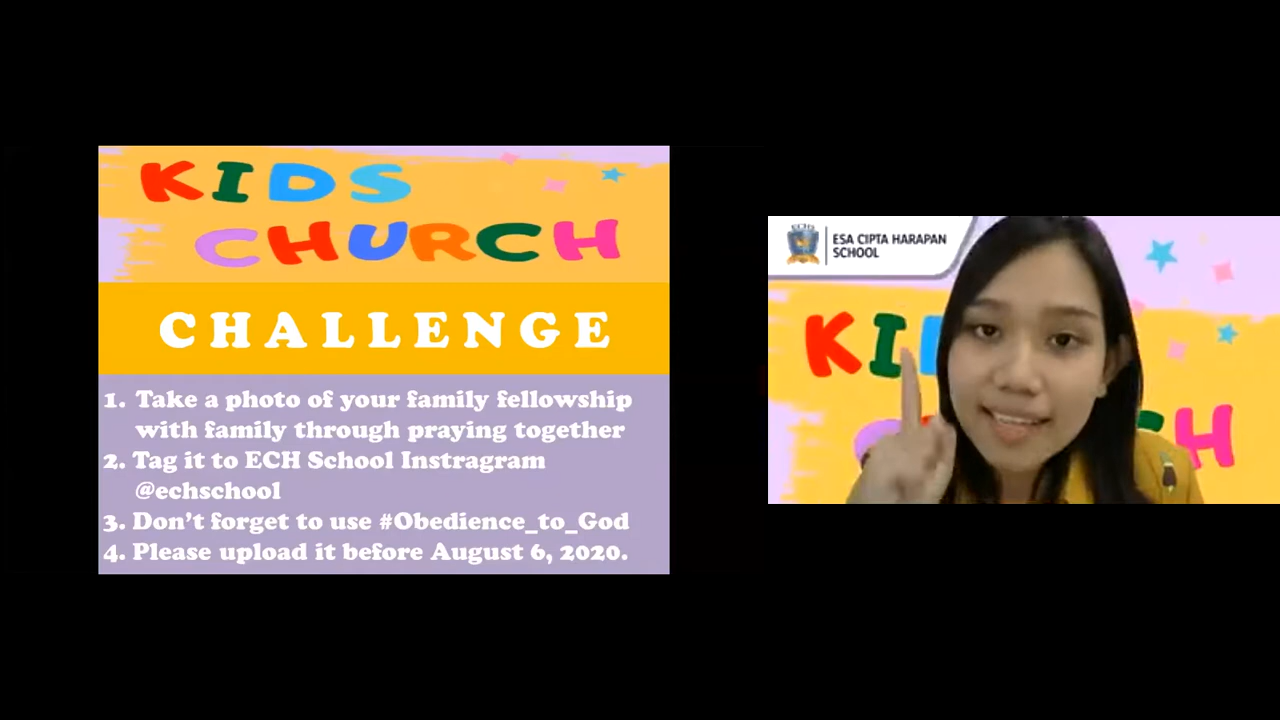 KIDS
CHURCH
CHALLENGE
1. Take a photo of your family fellowship
with family through praying together
2. Tag it to ECH School Instragram
@echschool
3. Don't forget to use #Obedience_to_God
4. Please upload it before August 6, 2020.
ESA CIPTA HARAPAN
SCHOOL